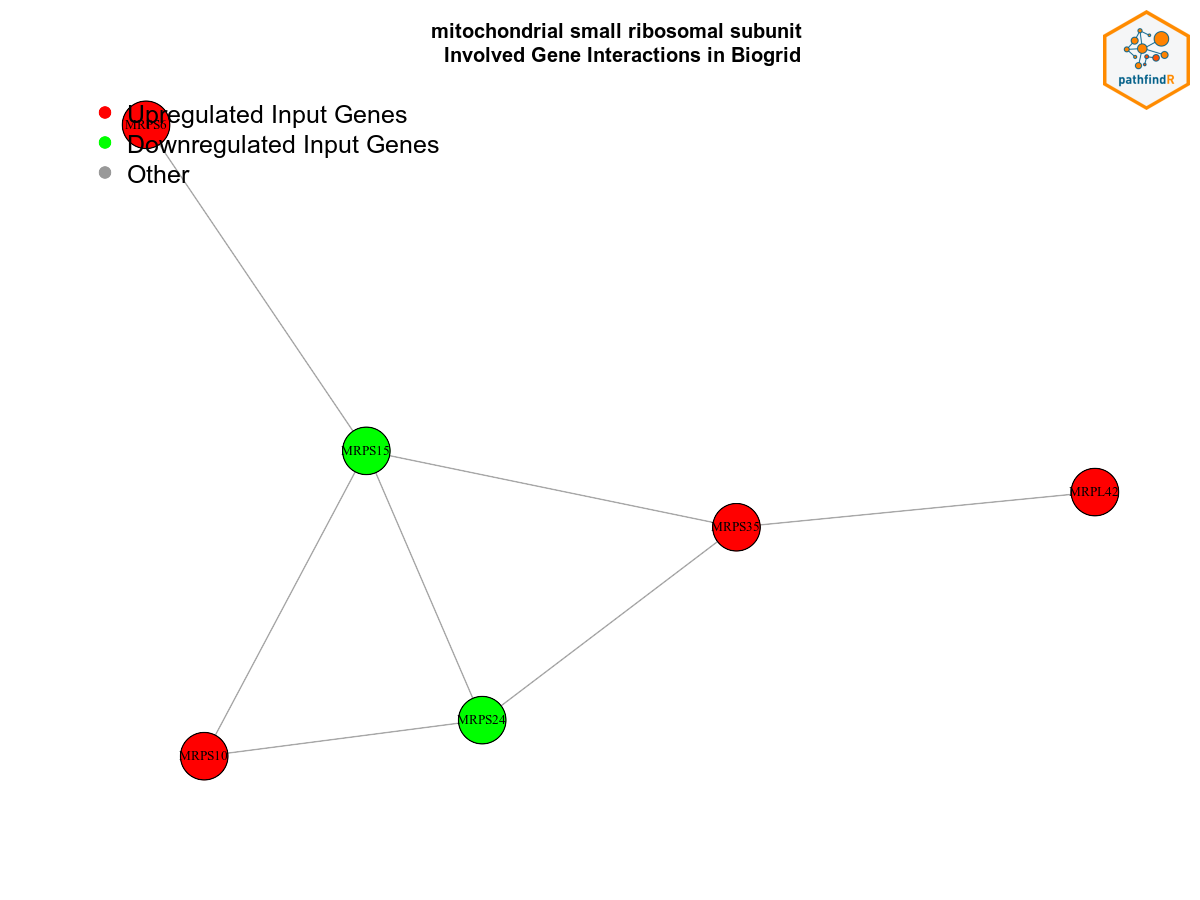 mitochondrial small ribosomal subunit
Involved Gene Interactions in Biogrid
pathfindR
Upregulated Input Genes
MRPS6
Downregulated Input Genes
Other
MRPS15
MRPL42
MRPS35
MRPS24
MRPS10